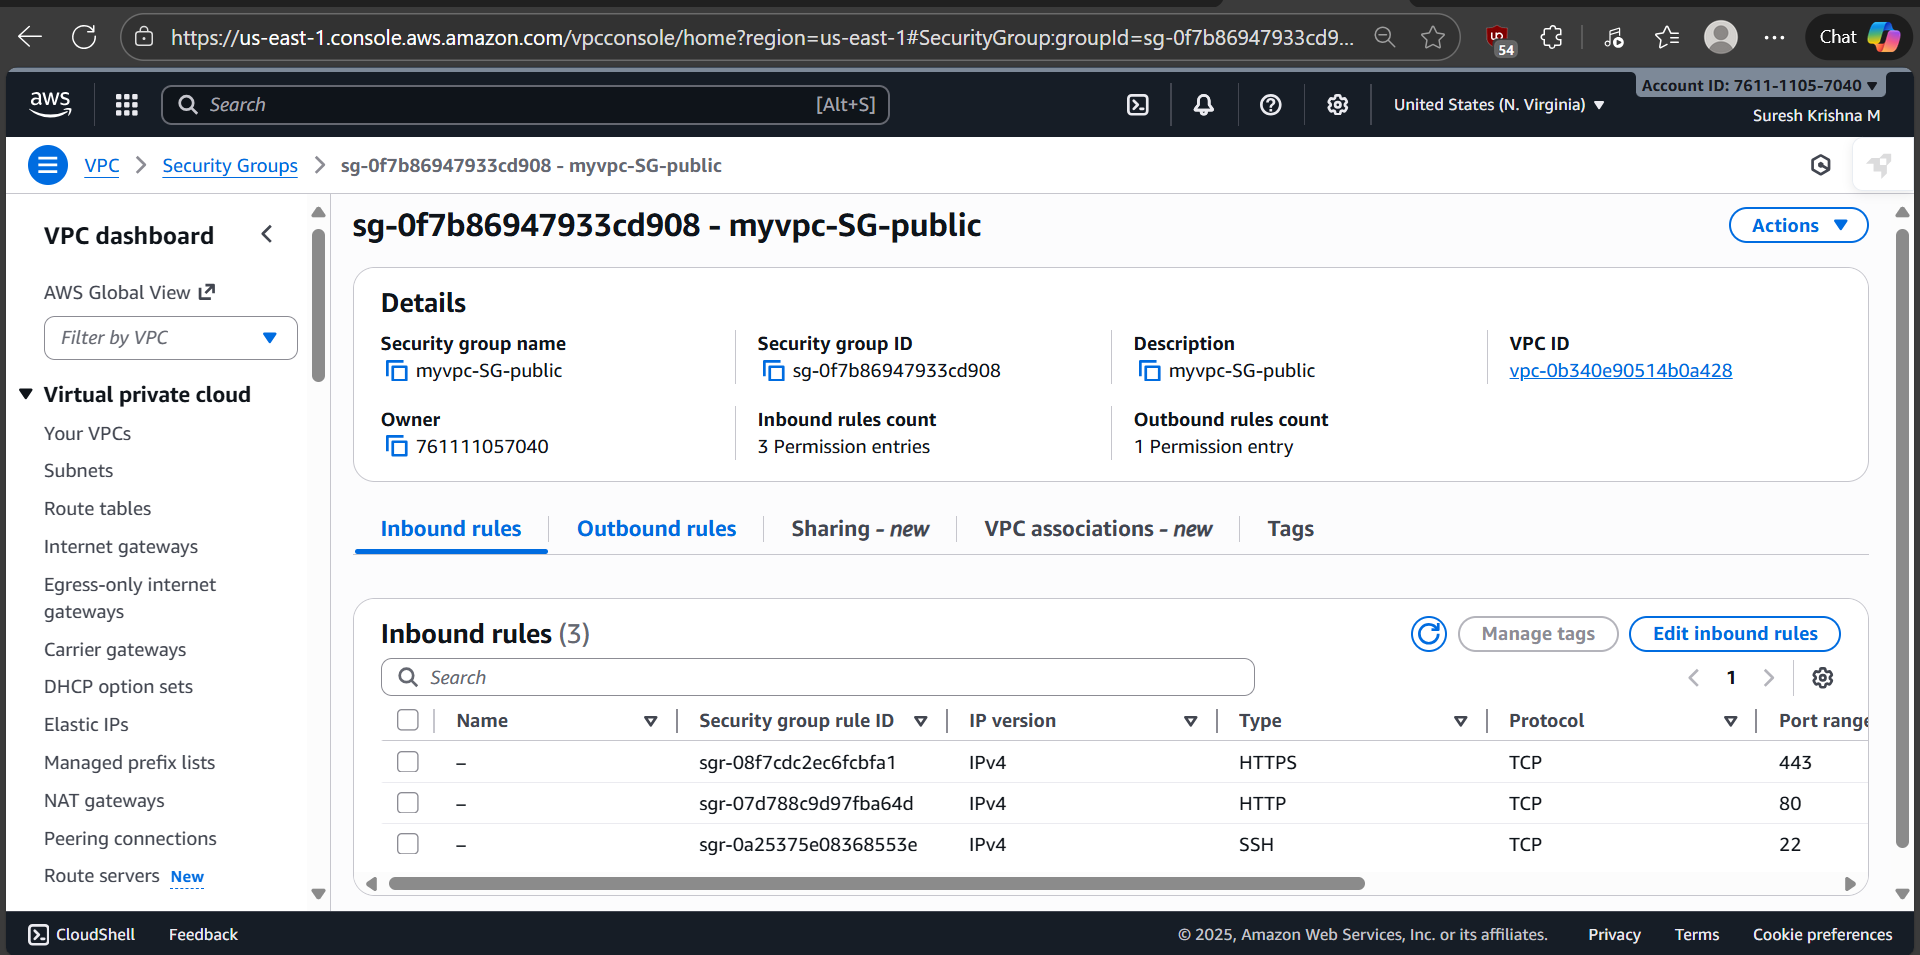 https://us-east-1.console.aws.amazon.com/vpcconsole/home?region=us-east-1#SecurityGroup:groupId=sg-0f7b86947933cd9...
54
Chat
aws
Search
[Alt+S]
United States (N. Virginia)
Account ID: 7611-1105-7040
Suresh Krishna M
VPC
Security Groups
sg-0f7b86947933cd908 - myvpc-SG-public
VPC dashboard
AWS Global View
Filter by VPC
Virtual private cloud
Your VPCs
Subnets
Route tables
Internet gateways
Egress-only internet
gateways
Carrier gateways
DHCP option sets
Elastic IPs
Managed prefix lists
NAT gateways
Peering connections
Route servers New
sg-0f7b86947933cd908 - myvpc-SG-public
Actions
Details
Security group name
myvpc-SG-public
Security group ID
sg-0f7b86947933cd908
Description
myvpc-SG-public
VPC ID
vpc-0b340e90514b0a428
Owner
761111057040
Inbound rules count
3 Permission entries
Outbound rules count
1 Permission entry
Inbound rules
Outbound rules
Sharing - new
VPC associations - new
Tags
Inbound rules (3)
Manage tags
Edit inbound rules
Search
1
Name Security group rule ID IP version Type Protocol Port range
– sgr-08f7cdc2ec6fcbfa1 IPv4 HTTPS TCP 443
– sgr-07d788c9d97fba64d IPv4 HTTP TCP 80
– sgr-0a25375e08368553e IPv4 SSH TCP 22
CloudShell
Feedback
© 2025, Amazon Web Services, Inc. or its affiliates.
Privacy
Terms
Cookie preferences